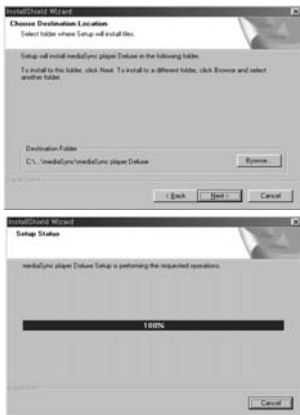 InstallShield Wizard
Choose Destination Location
Select folder where Setup will install files.
Setup will install mediaSync player Deluxe in the following folder.
To install to this folder, click Next. To install to a different folder, click Browse and select
another folder.
Destination Folder
C:\...\mediaSync\mediaSync player Deluxe
Browse...
< Back
Next >
Cancel
InstallShield Wizard
Setup Status
mediaSync player Deluxe Setup is performing the requested operations.
100%
Cancel